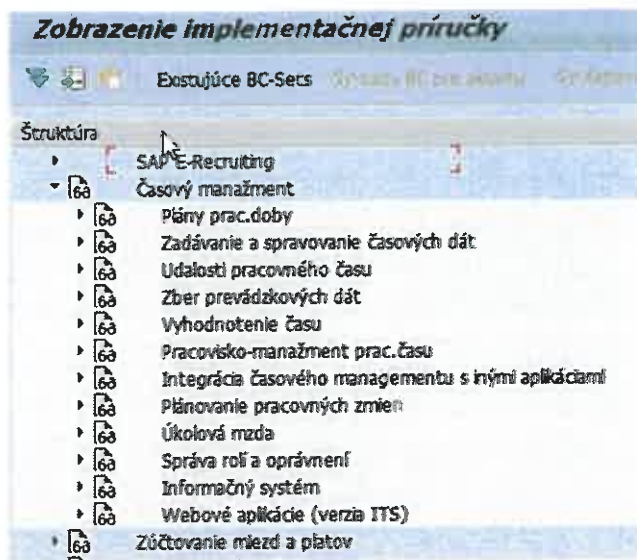 Zobrazenie implementačnej príručky
Existujúce BC-Sets
Štruktúra
SAP E-Recruiting
Časový manažment
Plány prac.doby
Zadávanie a spravovanie časových dát
Udalosti pracovného času
Zber prevádzkových dát
Vyhodnotenie času
Pracovisko-manažment prac.času
Integrácia časového managementu s inými aplikáciami
Plánovanie pracovných zmien
Úkolová mzda
Správa rolí a oprávnení
Informačný systém
Webové aplikácie (verzia ITS)
Zúčtovanie miezd a platov